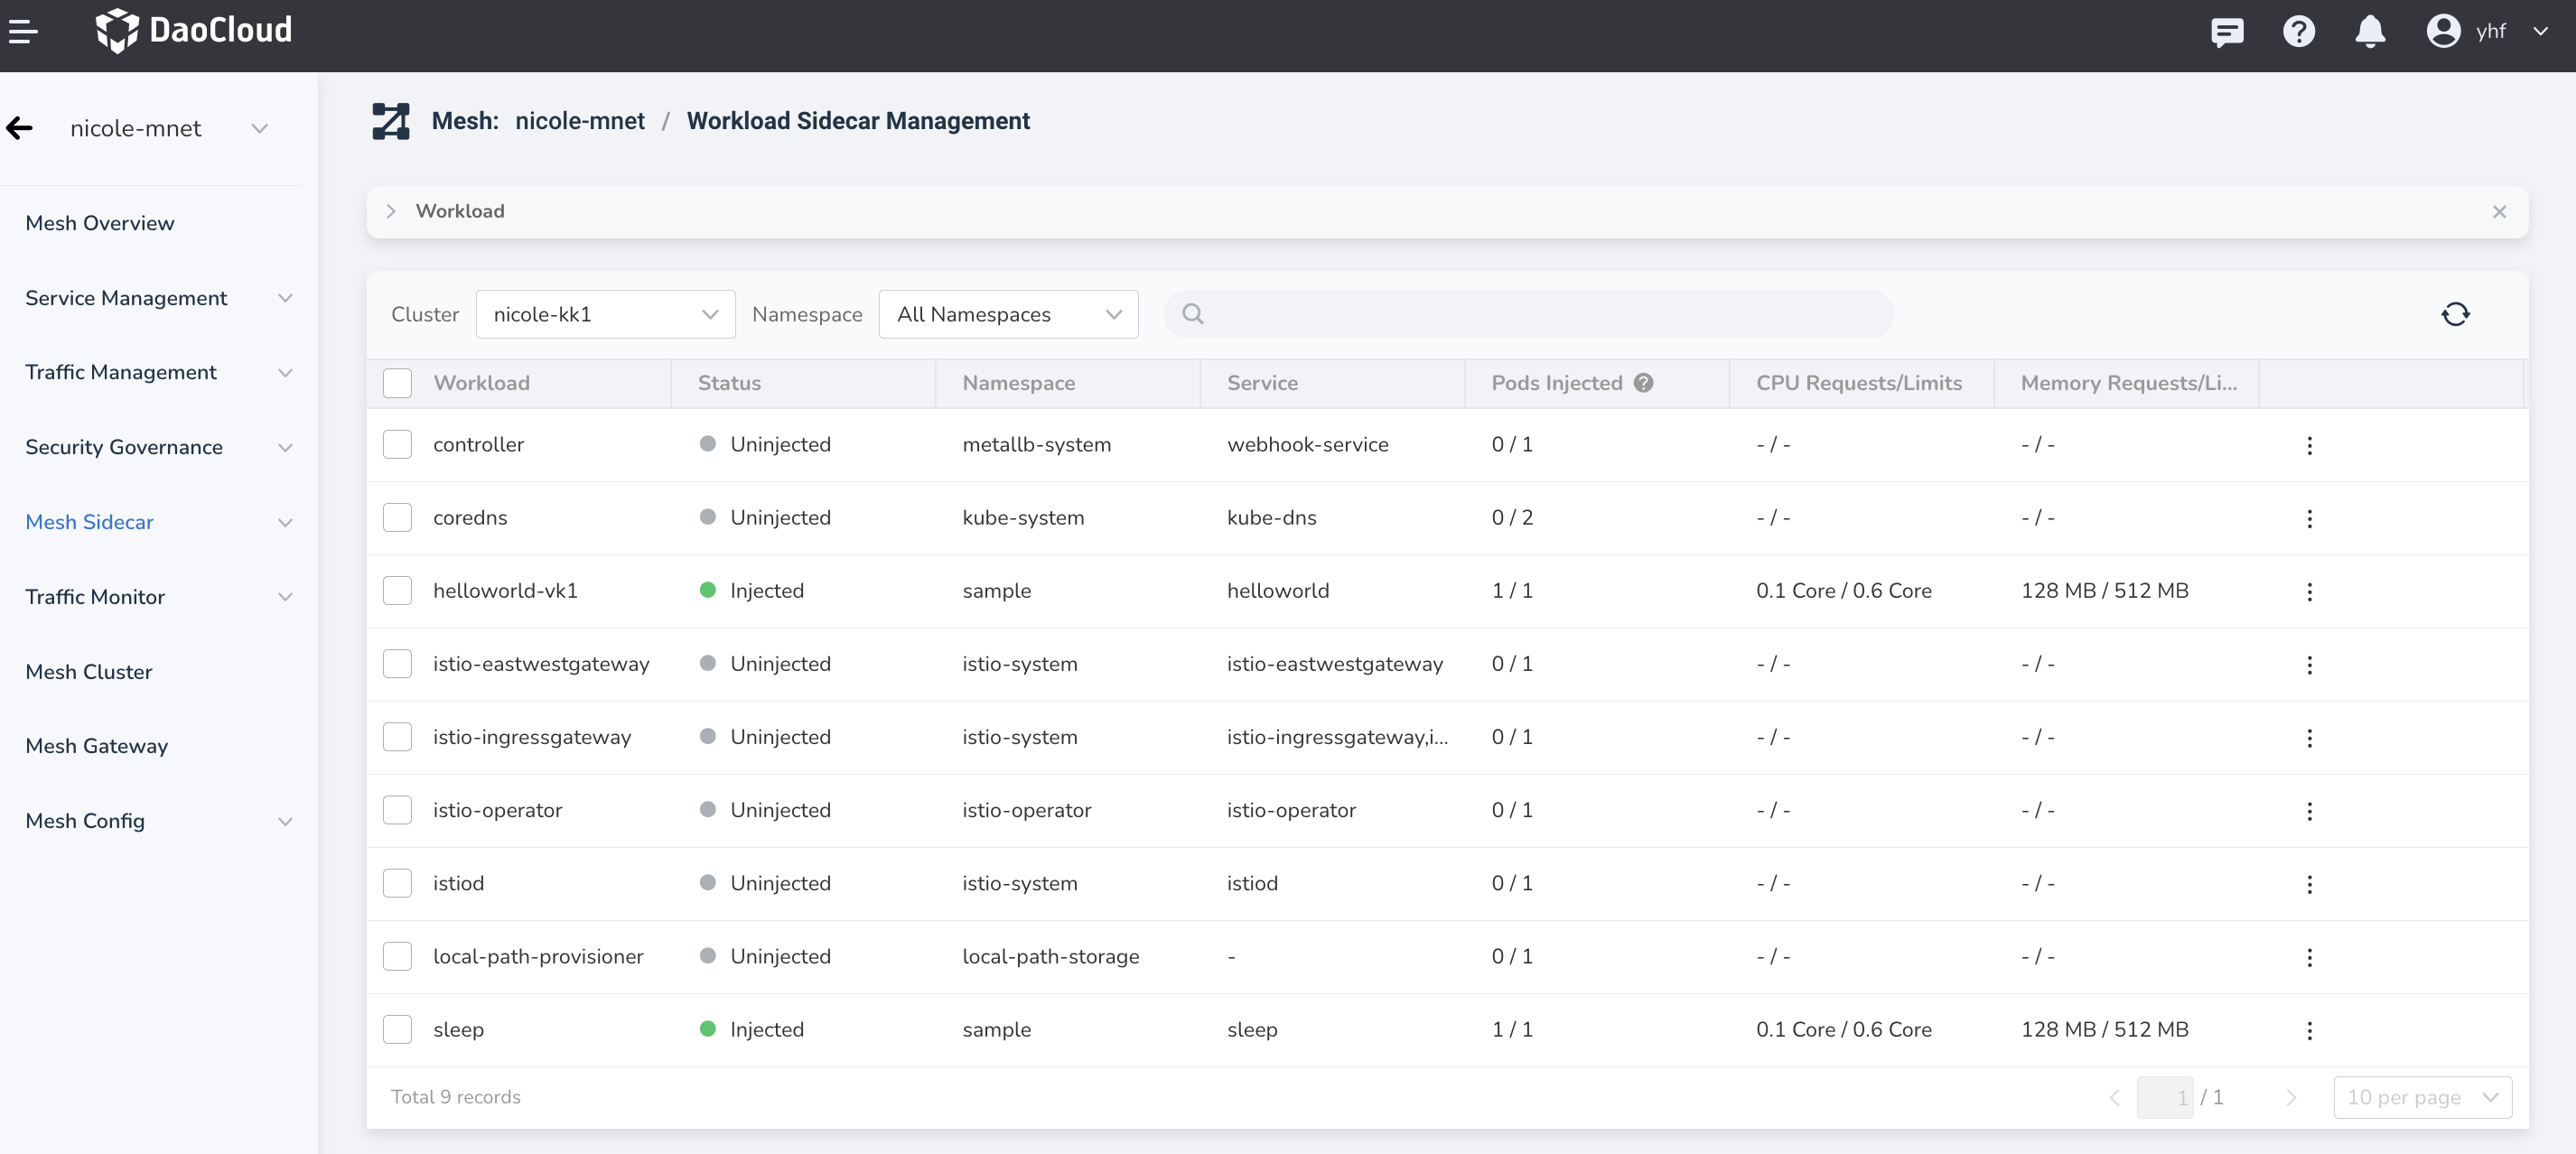 DaoCloud
yhf
nicole-mnet
Mesh Overview
Service Management
Traffic Management
Security Governance
Mesh Sidecar
Traffic Monitor
Mesh Cluster
Mesh Gateway
Mesh Config
Mesh: nicole-mnet / Workload Sidecar Management
Workload
Cluster nicole-kk1 Namespace All Namespaces
Workload Status Namespace Service Pods Injected CPU Requests/Limits Memory Requests/Li...
controller Uninjected metallb-system webhook-service 0 / 1 - / - - / -
coredns Uninjected kube-system kube-dns 0 / 2 - / - - / -
helloworld-vk1 Injected sample helloworld 1 / 1 0.1 Core / 0.6 Core 128 MB / 512 MB
istio-eastwestgateway Uninjected istio-system istio-eastwestgateway 0 / 1 - / - - / -
istio-ingressgateway Uninjected istio-system istio-ingressgateway,i... 0 / 1 - / - - / -
istio-operator Uninjected istio-operator istio-operator 0 / 1 - / - - / -
istiod Uninjected istio-system istiod 0 / 1 - / - - / -
local-path-provisioner Uninjected local-path-storage - 0 / 1 - / - - / -
sleep Injected sample sleep 1 / 1 0.1 Core / 0.6 Core 128 MB / 512 MB
Total 9 records 1 / 1 10 per page